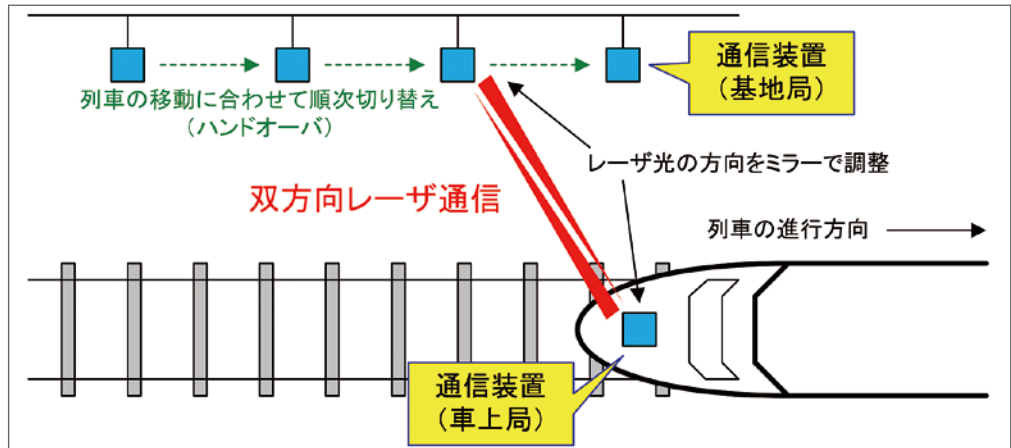 通信装置
（基地局）
列車の移動に合わせて順次切り替え
（ハンドオーバ）
レーザ光の方向をミラーで調整
双方向レーザ通信
列車の進行方向
通信装置
（車上局）